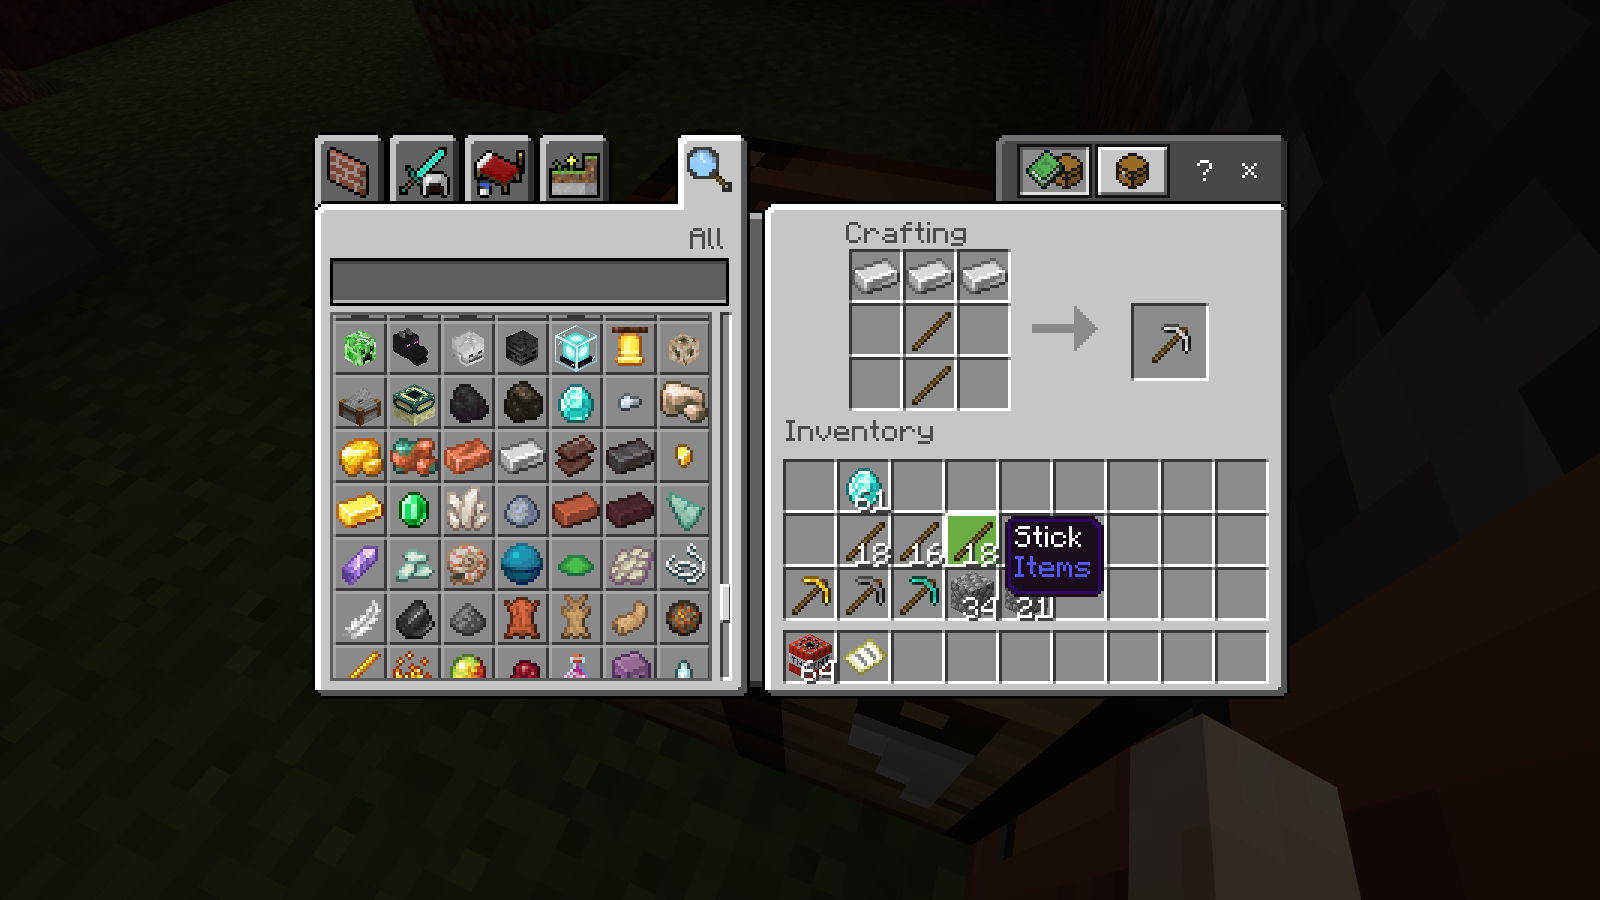 All
Crafting
? x
Inventory
61
18 16 18
Stick
Items
34 21
64